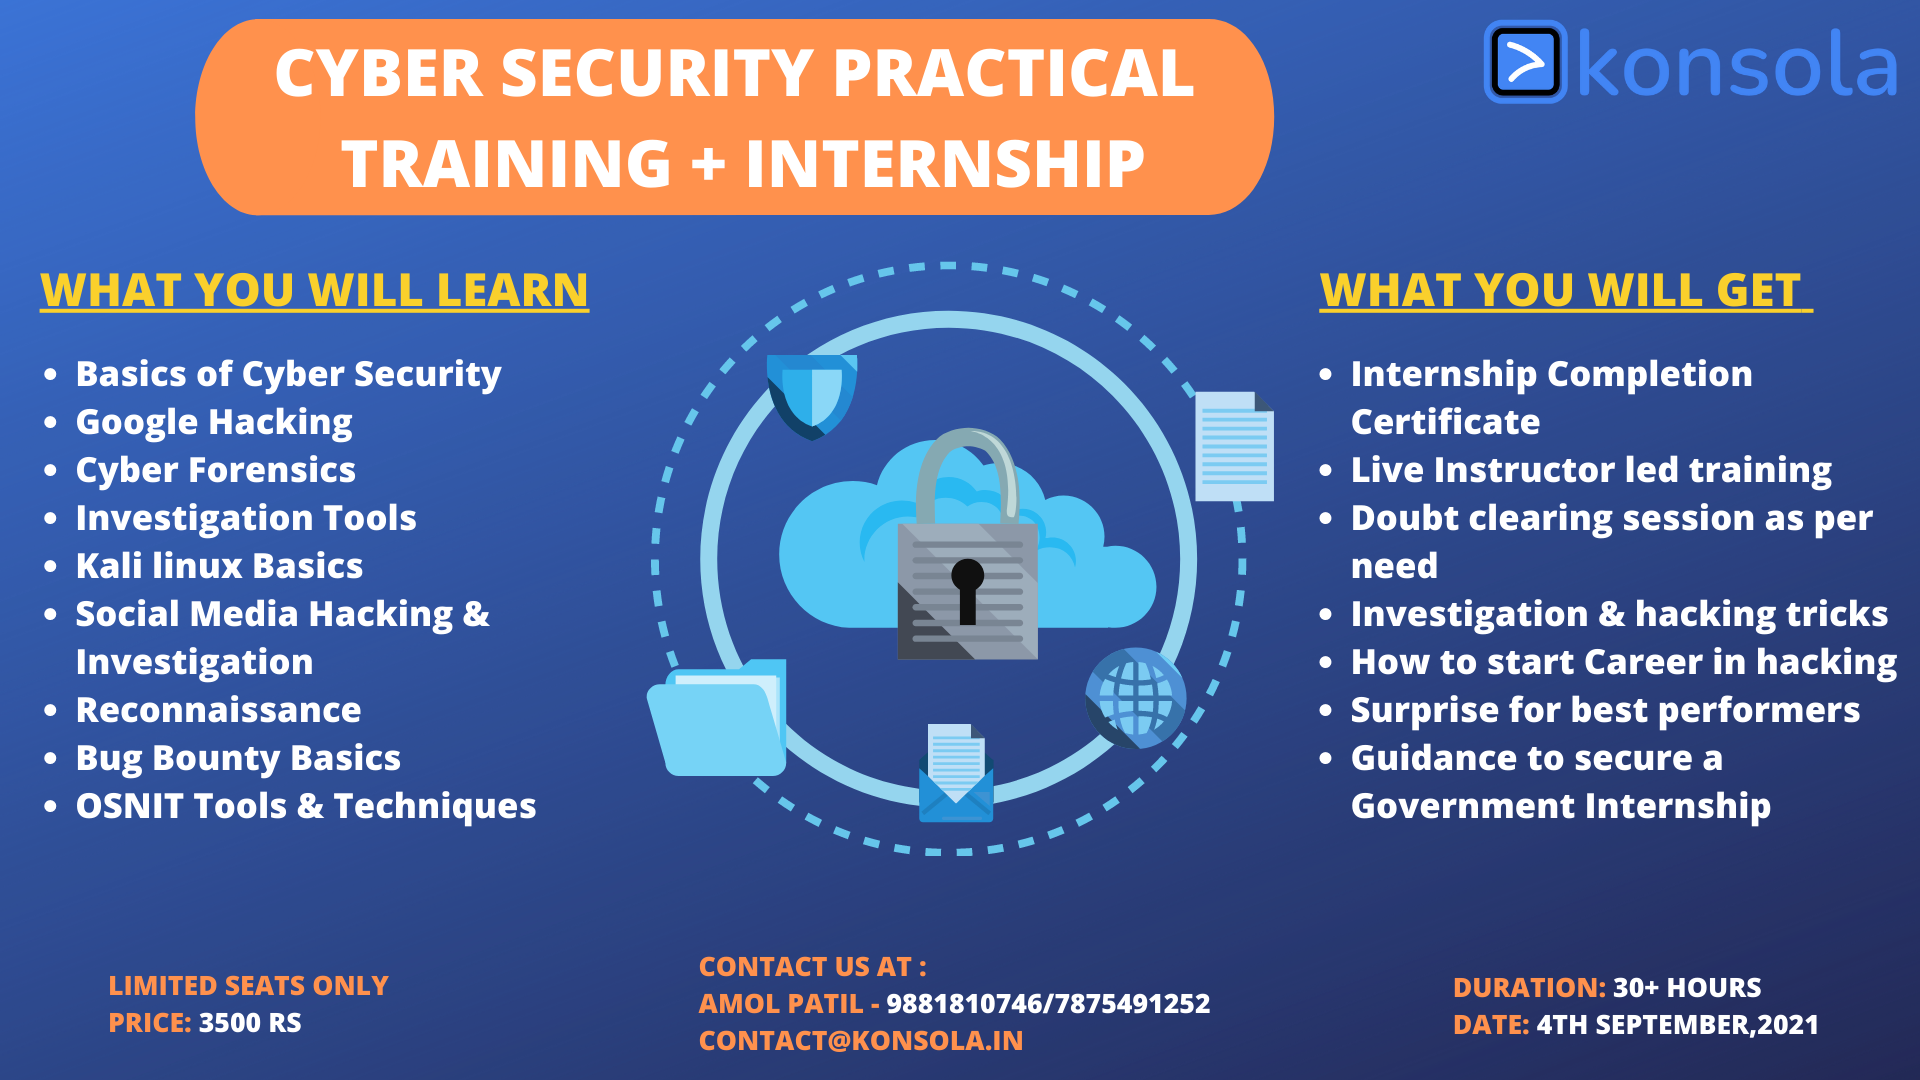 CYBER SECURITY PRACTICAL
TRAINING + INTERNSHIP
konsola
WHAT YOU WILL LEARN
• Basics of Cyber Security
• Google Hacking
• Cyber Forensics
• Investigation Tools
• Kali linux Basics
• Social Media Hacking &
Investigation
• Reconnaissance
• Bug Bounty Basics
• OSNIT Tools & Techniques
WHAT YOU WILL GET
• Internship Completion
Certificate
• Live Instructor led training
• Doubt clearing session as per
need
• Investigation & hacking tricks
• How to start Career in hacking
• Surprise for best performers
• Guidance to secure a
Government Internship
LIMITED SEATS ONLY
PRICE: 3500 RS
CONTACT US AT :
AMOL PATIL - 9881810746/7875491252
CONTACT@KONSOLA.IN
DURATION: 30+ HOURS
DATE: 4TH SEPTEMBER,2021